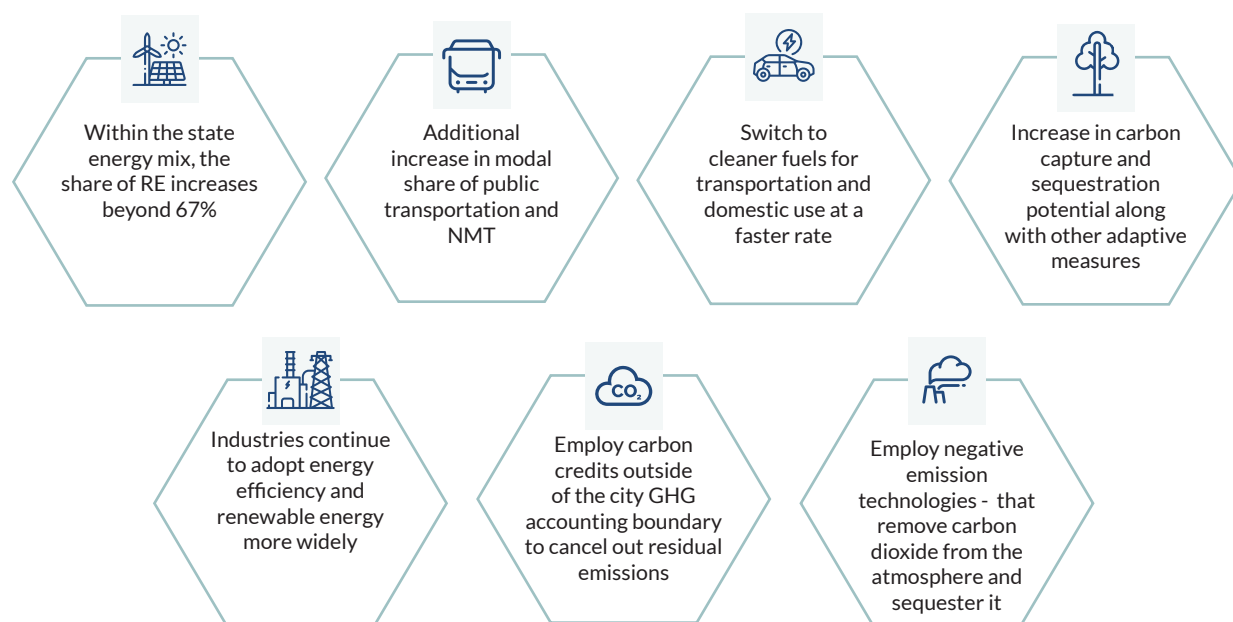 Within the state
energy mix, the
share of RE increases
beyond 67%
Additional
increase in modal
share of public
transportation and
NMT
Switch to
cleaner fuels for
transportation and
domestic use at a
faster rate
Increase in carbon
capture and
sequestration
potential along
with other adaptive
measures
Industries continue
to adopt energy
efficiency and
renewable energy
more widely
CO₂
Employ carbon
credits outside
of the city GHG
accounting boundary
to cancel out residual
emissions
Employ negative
emission
technologies - that
remove carbon
dioxide from the
atmosphere and
sequester it